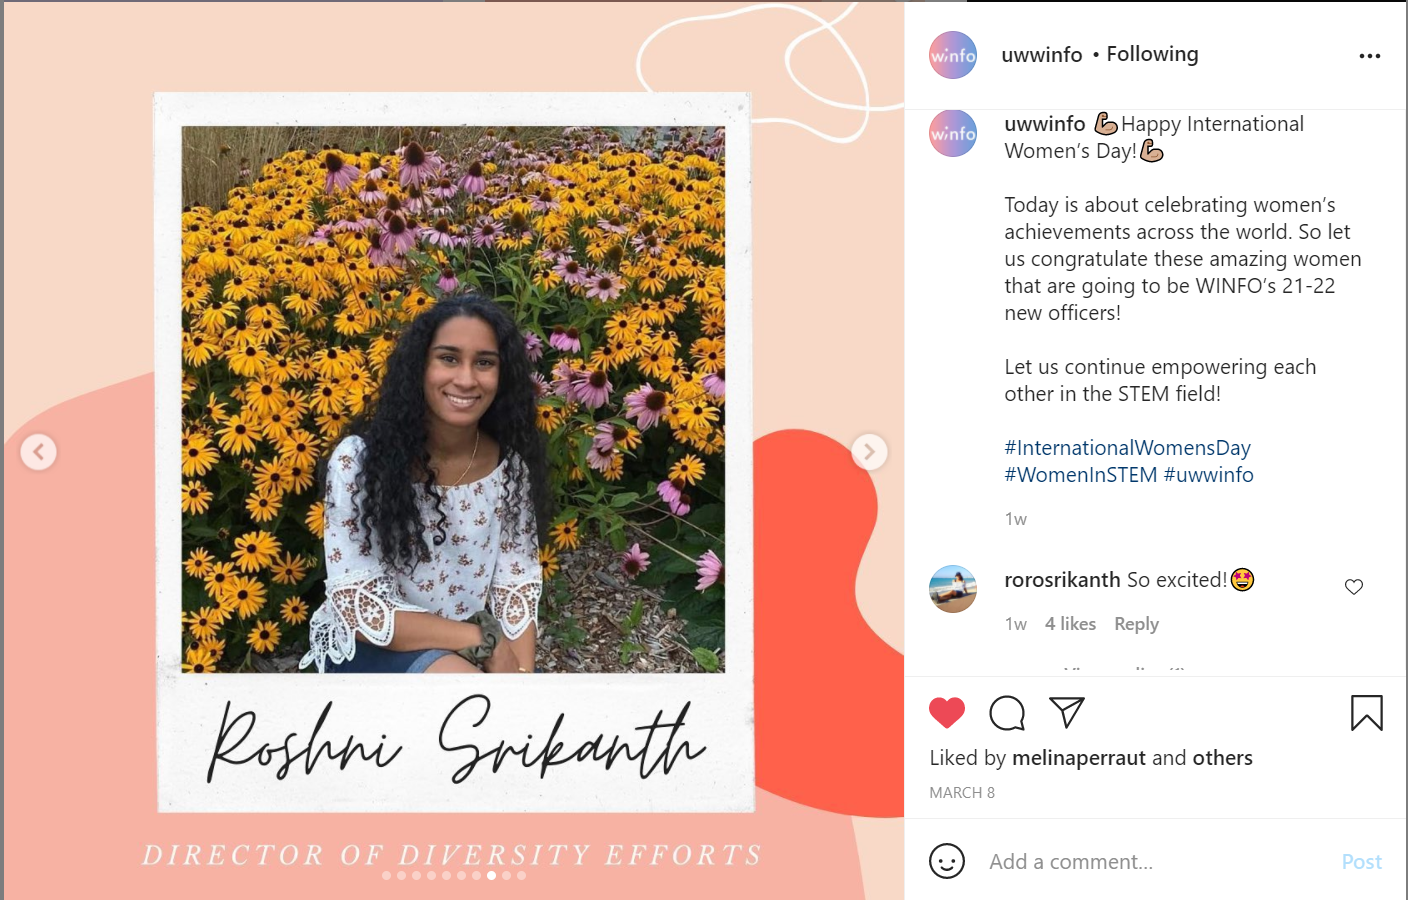 Roshni Srikanth
DIRECTOR OF DIVERSITY EFFORTS
winfo
uwwinfo • Following
winfo
uwwinfo 💪🏼Happy International
Women’s Day!💪🏼
Today is about celebrating women’s
achievements across the world. So let
us congratulate these amazing women
that are going to be WINFO’s 21-22
new officers!
Let us continue empowering each
other in the STEM field!
#InternationalWomensDay
#WomenInSTEM #uwwinfo
1w
rorosrikanth So excited!🤩
1w 4 likes Reply
Liked by melinaperraut and others
MARCH 8
Add a comment...
Post